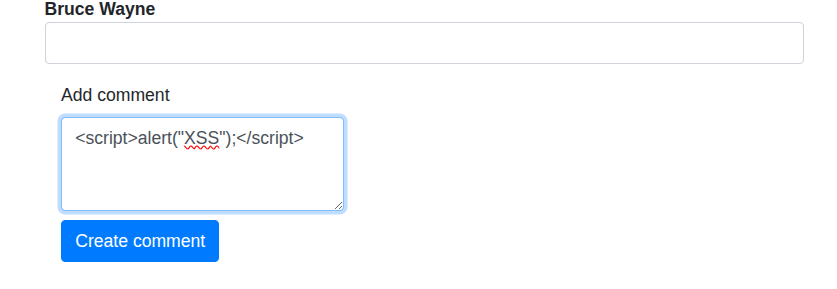 Bruce Wayne
Add comment
<script>alert("XSS");</script>
Create comment